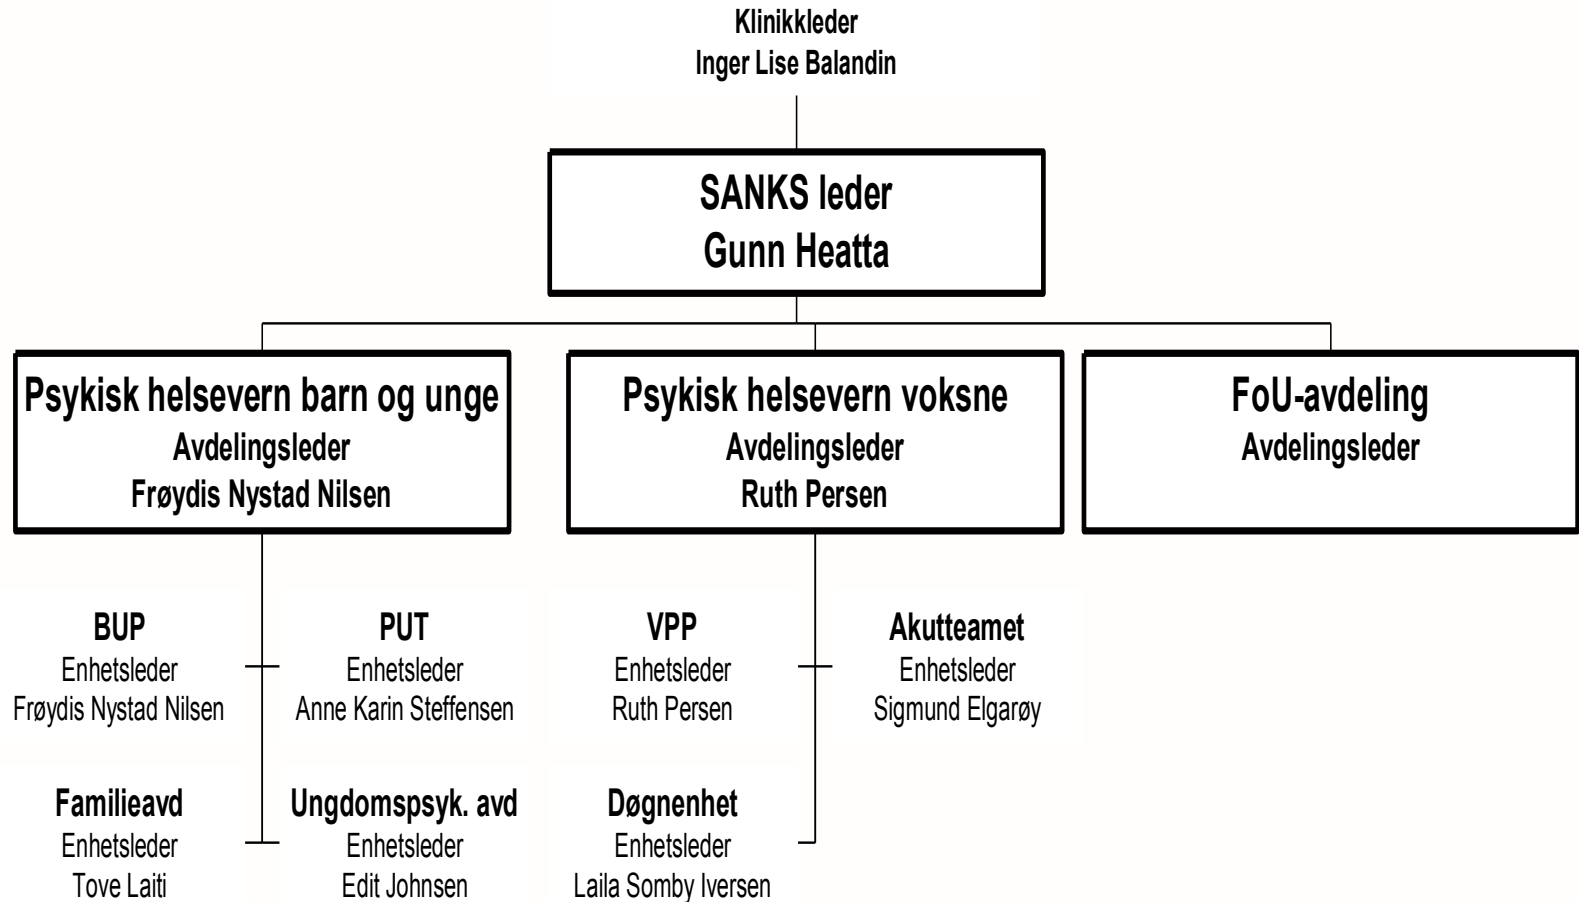 Klinikkleder
Inger Lise Balandin
SANKS leder
Gunn Heatta
Psykisk helsevern barn og unge
Avdelingsleder
Frøydis Nystad Nilsen
Psykisk helsevern voksne
Avdelingsleder
Ruth Persen
FoU-avdeling
Avdelingsleder
BUP
Enhetsleder
Frøydis Nystad Nilsen
PUT
Enhetsleder
Anne Karin Steffensen
VPP
Enhetsleder
Ruth Persen
Akutteamet
Enhetsleder
Sigmund Elgarøy
Familieavd
Enhetsleder
Tove Laiti
Ungdomspsyk. avd
Enhetsleder
Edit Johnsen
Døgnenhet
Enhetsleder
Laila Somby Iversen